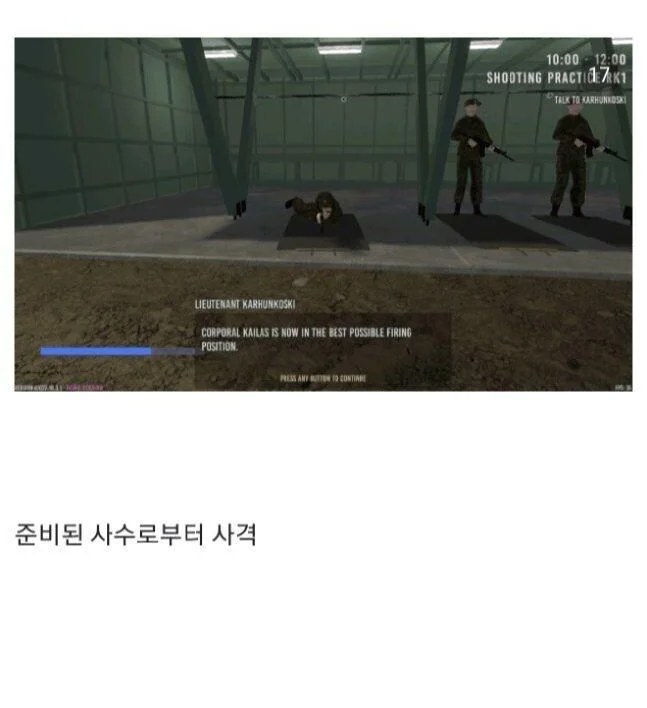 10:00 - 12:00
SHOOTING PRACTICE RK1
17
TALK TO KARHUNKOSKI
LIEUTENANT KARHUNKOSKI
CORPORAL KAILAS IS NOW IN THE BEST POSSIBLE FIRING
POSITION.
PRESS ANY BUTTON TO CONTINUE
준비된 사수로부터 사격